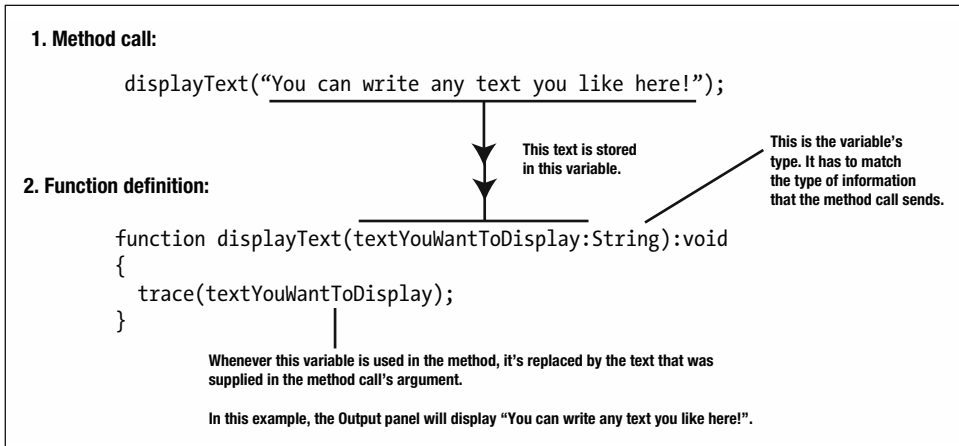 1. Method call:
displayText(“You can write any text you like here!”);
This text is stored
in this variable.
This is the variable’s
type. It has to match
the type of information
that the method call sends.
2. Function definition:
function displayText(textYouWantToDisplay:String):void
{
trace(textYouWantToDisplay);
}
Whenever this variable is used in the method, it’s replaced by the text that was
supplied in the method call’s argument.
In this example, the Output panel will display “You can write any text you like here!”.